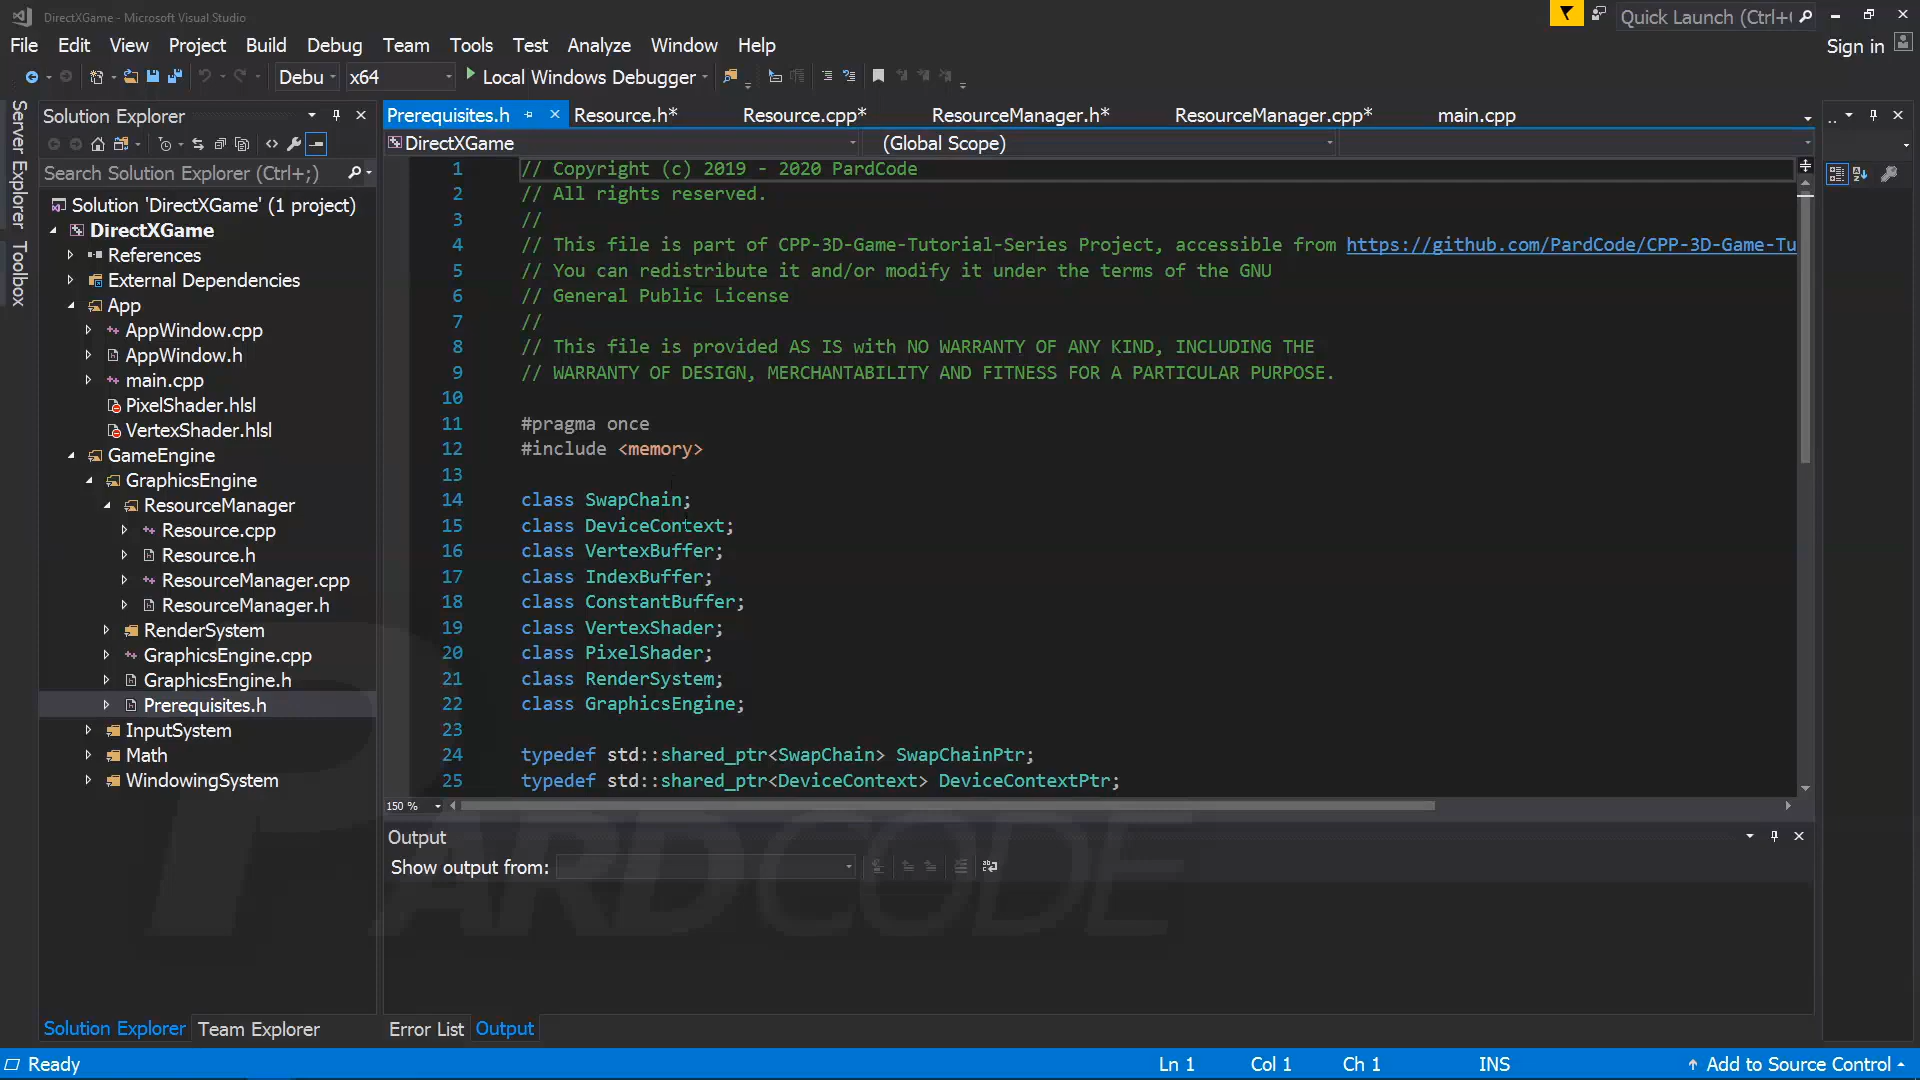 DirectXGame - Microsoft Visual Studio
Quick Launch (Ctrl+
File Edit View Project Build Debug Team Tools Test Analyze Window Help
Sign in
Debu x64 Local Windows Debugger
Server Explorer
Toolbox
Solution Explorer
Search Solution Explorer (Ctrl+;)
Solution 'DirectXGame' (1 project)
DirectXGame
References
External Dependencies
App
AppWindow.cpp
AppWindow.h
main.cpp
PixelShader.hlsl
VertexShader.hlsl
GameEngine
GraphicsEngine
ResourceManager
Resource.cpp
Resource.h
ResourceManager.cpp
ResourceManager.h
RenderSystem
GraphicsEngine.cpp
GraphicsEngine.h
Prerequisites.h
InputSystem
Math
WindowingSystem
Solution Explorer Team Explorer
Prerequisites.h Resource.h* Resource.cpp* ResourceManager.h* ResourceManager.cpp* main.cpp
DirectXGame (Global Scope)
1 // Copyright (c) 2019 - 2020 PardCode
2 // All rights reserved.
3 //
4 // This file is part of CPP-3D-Game-Tutorial-Series Project, accessible from https://github.com/PardCode/CPP-3D-Game-Tu
5 // You can redistribute it and/or modify it under the terms of the GNU
6 // General Public License
7 //
8 // This file is provided AS IS with NO WARRANTY OF ANY KIND, INCLUDING THE
9 // WARRANTY OF DESIGN, MERCHANTABILITY AND FITNESS FOR A PARTICULAR PURPOSE.
10
11 #pragma once
12 #include <memory>
13
14 class SwapChain;
15 class DeviceContext;
16 class VertexBuffer;
17 class IndexBuffer;
18 class ConstantBuffer;
19 class VertexShader;
20 class PixelShader;
21 class RenderSystem;
22 class GraphicsEngine;
23
24 typedef std::shared_ptr<SwapChain> SwapChainPtr;
25 typedef std::shared_ptr<DeviceContext> DeviceContextPtr;
150 %
Output
Show output from:
PARDCODE
Error List Output
Ready Ln 1 Col 1 Ch 1 INS Add to Source Control